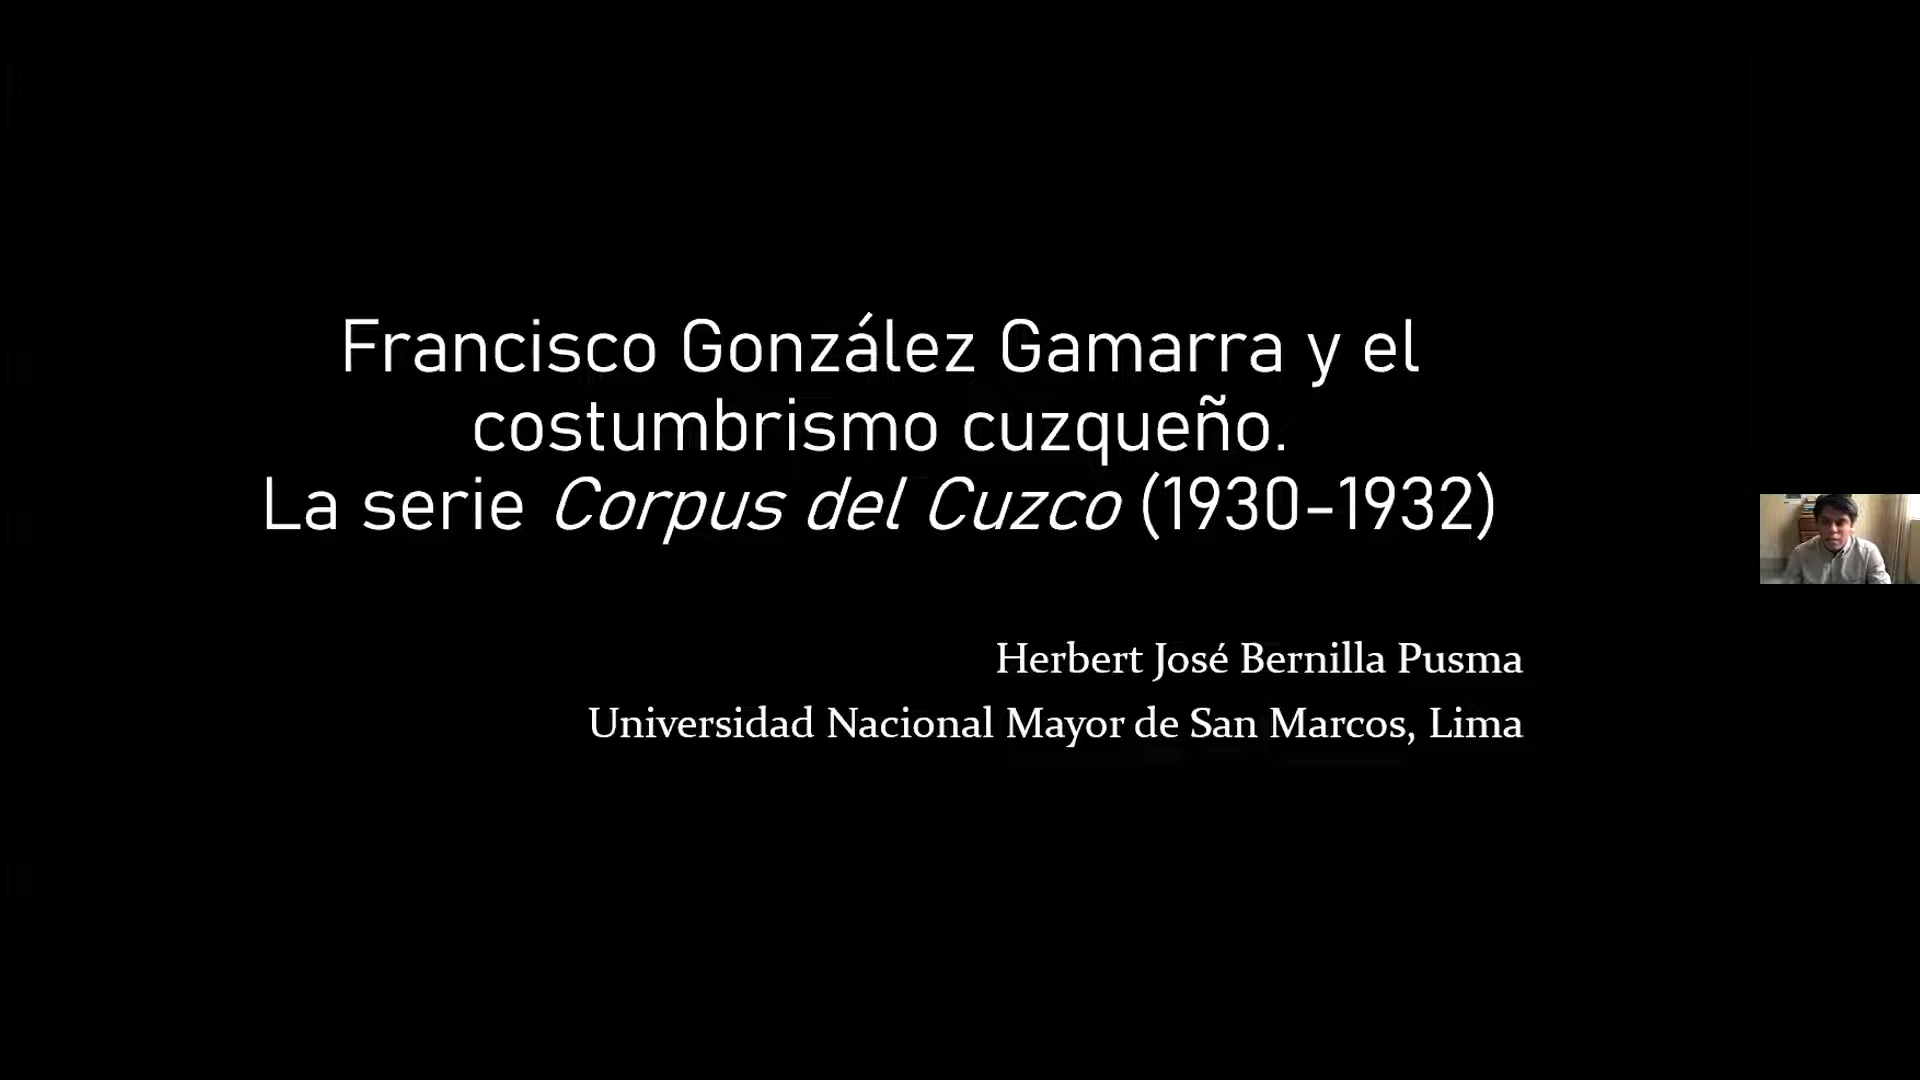 Francisco González Gamarra y el
costumbrismo cuzqueño.
La serie Corpus del Cuzco (1930-1932)
Herbert José Bernilla Pusma
Universidad Nacional Mayor de San Marcos, Lima